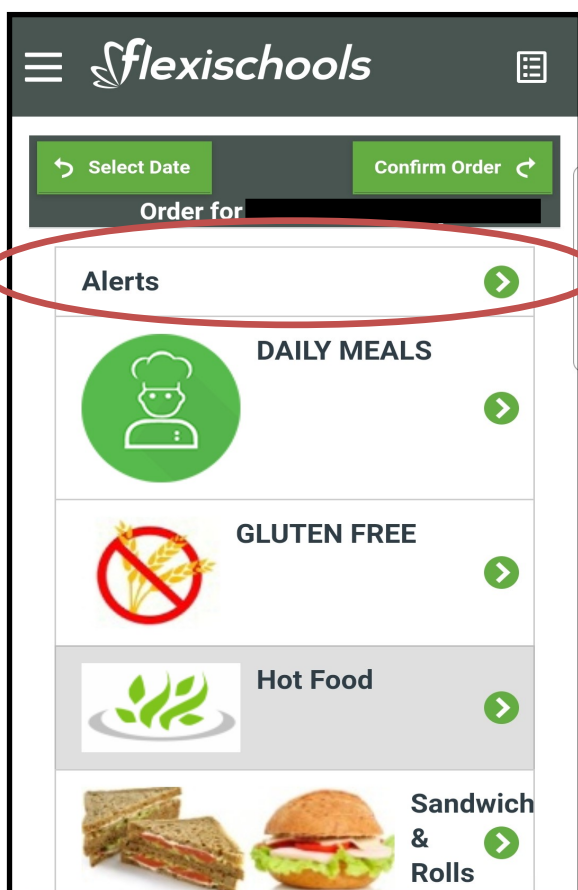 flexischools
Select Date
Confirm Order
Order for
Alerts
DAILY MEALS
GLUTEN FREE
Hot Food
Sandwich
&
Rolls